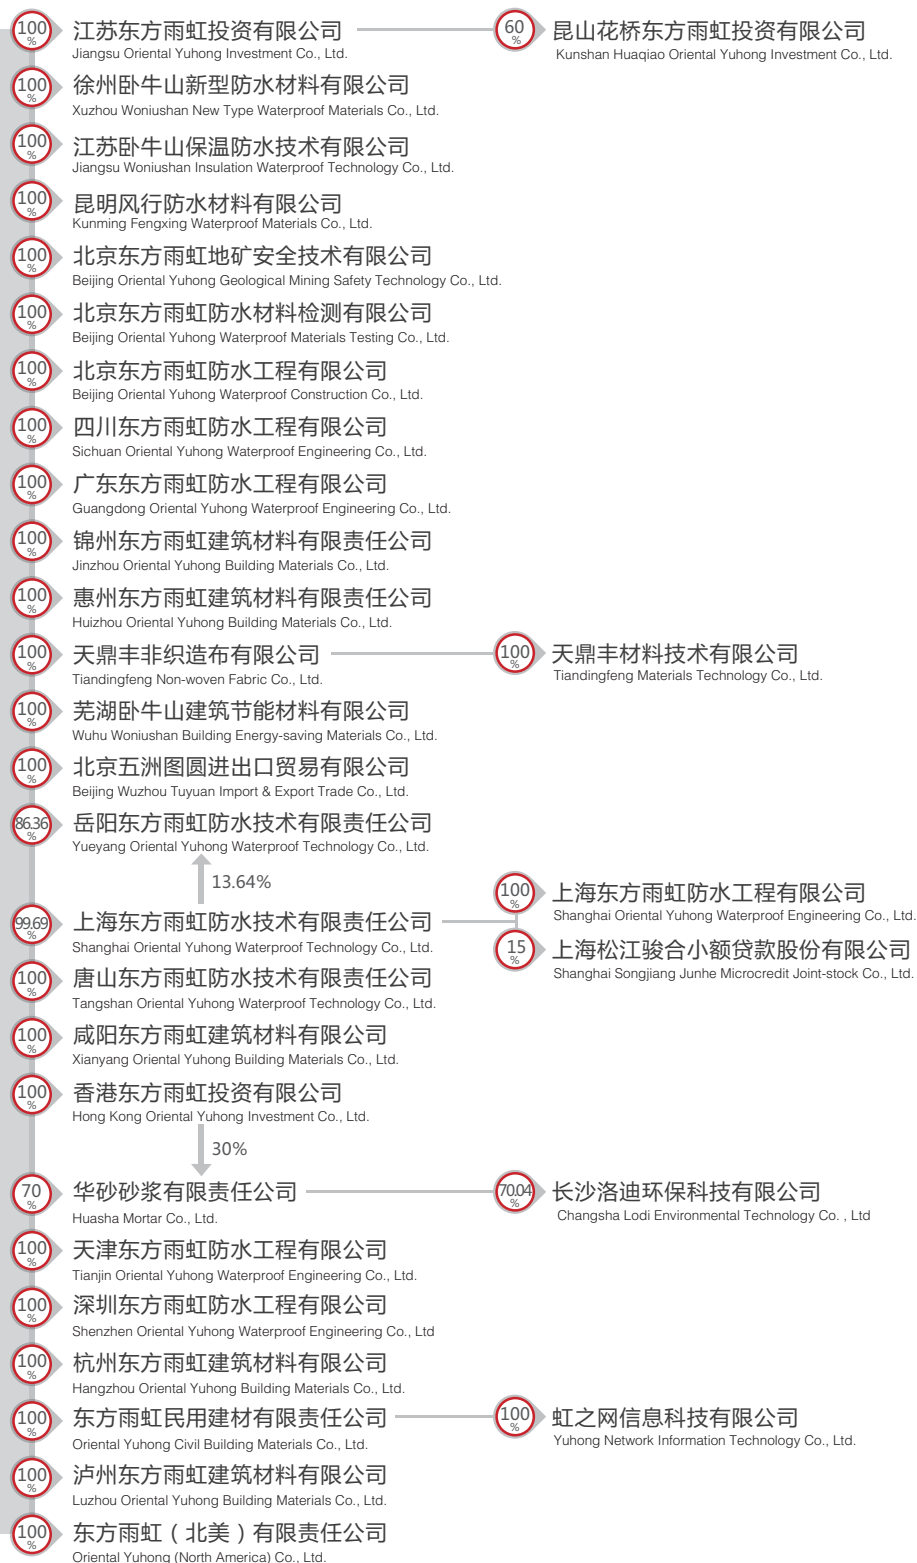 100
%
江苏东方雨虹投资有限公司
Jiangsu Oriental Yuhong Investment Co., Ltd.
60
%
昆山花桥东方雨虹投资有限公司
Kunshan Huaqiao Oriental Yuhong Investment Co., Ltd.
100
%
徐州卧牛山新型防水材料有限公司
Xuzhou Woniushan New Type Waterproof Materials Co., Ltd.
100
%
江苏卧牛山保温防水技术有限公司
Jiangsu Woniushan Insulation Waterproof Technology Co., Ltd.
100
%
昆明风行防水材料有限公司
Kunming Fengxing Waterproof Materials Co., Ltd.
100
%
北京东方雨虹地矿安全技术有限公司
Beijing Oriental Yuhong Geological Mining Safety Technology Co., Ltd.
100
%
北京东方雨虹防水材料检测有限公司
Beijing Oriental Yuhong Waterproof Materials Testing Co., Ltd.
100
%
北京东方雨虹防水工程有限公司
Beijing Oriental Yuhong Waterproof Construction Co., Ltd.
100
%
四川东方雨虹防水工程有限公司
Sichuan Oriental Yuhong Waterproof Engineering Co., Ltd.
100
%
广东东方雨虹防水工程有限公司
Guangdong Oriental Yuhong Waterproof Engineering Co., Ltd.
100
%
锦州东方雨虹建筑材料有限责任公司
Jinzhou Oriental Yuhong Building Materials Co., Ltd.
100
%
惠州东方雨虹建筑材料有限责任公司
Huizhou Oriental Yuhong Building Materials Co., Ltd.
100
%
天鼎丰非织造布有限公司
Tiandingfeng Non-woven Fabric Co., Ltd.
100
%
天鼎丰材料技术有限公司
Tiandingfeng Materials Technology Co., Ltd.
100
%
芜湖卧牛山建筑节能材料有限公司
Wuhu Woniushan Building Energy-saving Materials Co., Ltd.
100
%
北京五洲图圆进出口贸易有限公司
Beijing Wuzhou Tuyuan Import & Export Trade Co., Ltd.
86.36
%
岳阳东方雨虹防水技术有限责任公司
Yueyang Oriental Yuhong Waterproof Technology Co., Ltd.
13.64%
99.69
%
上海东方雨虹防水技术有限责任公司
Shanghai Oriental Yuhong Waterproof Technology Co., Ltd.
100
%
上海东方雨虹防水工程有限公司
Shanghai Oriental Yuhong Waterproof Engineering Co., Ltd.
15
%
上海松江骏合小额贷款股份有限公司
Shanghai Songjiang Junhe Microcredit Joint-stock Co., Ltd.
100
%
唐山东方雨虹防水技术有限责任公司
Tangshan Oriental Yuhong Waterproof Technology Co., Ltd.
100
%
咸阳东方雨虹建筑材料有限公司
Xianyang Oriental Yuhong Building Materials Co., Ltd.
100
%
香港东方雨虹投资有限公司
Hong Kong Oriental Yuhong Investment Co., Ltd.
30%
70
%
华砂砂浆有限责任公司
Huasha Mortar Co., Ltd.
70.04
%
长沙洛迪环保科技有限公司
Changsha Lodi Environmental Technology Co. , Ltd
100
%
天津东方雨虹防水工程有限公司
Tianjin Oriental Yuhong Waterproof Engineering Co., Ltd.
100
%
深圳东方雨虹防水工程有限公司
Shenzhen Oriental Yuhong Waterproof Engineering Co., Ltd
100
%
杭州东方雨虹建筑材料有限公司
Hangzhou Oriental Yuhong Building Materials Co., Ltd.
100
%
东方雨虹民用建材有限责任公司
Oriental Yuhong Civil Building Materials Co., Ltd.
100
%
虹之网信息科技有限公司
Yuhong Network Information Technology Co., Ltd.
100
%
泸州东方雨虹建筑材料有限公司
Luzhou Oriental Yuhong Building Materials Co., Ltd.
100
%
东方雨虹（北美）有限责任公司
Oriental Yuhong (North America) Co., Ltd.